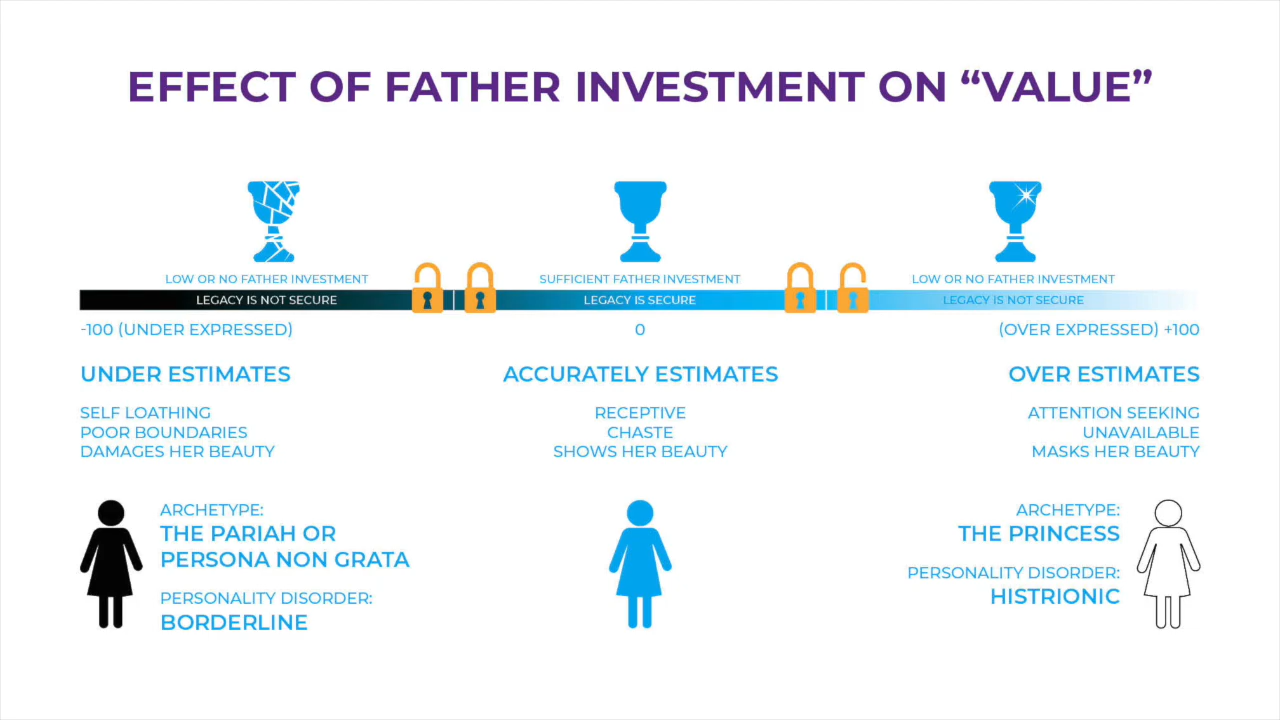 EFFECT OF FATHER INVESTMENT ON “VALUE”
LOW OR NO FATHER INVESTMENT
SUFFICIENT FATHER INVESTMENT
LOW OR NO FATHER INVESTMENT
LEGACY IS NOT SECURE
LEGACY IS SECURE
LEGACY IS NOT SECURE
-100 (UNDER EXPRESSED)
0
(OVER EXPRESSED) +100
UNDER ESTIMATES
SELF LOATHING
POOR BOUNDARIES
DAMAGES HER BEAUTY
ACCURATELY ESTIMATES
RECEPTIVE
CHASTE
SHOWS HER BEAUTY
OVER ESTIMATES
ATTENTION SEEKING
UNAVAILABLE
MASKS HER BEAUTY
ARCHETYPE:
THE PARIAH OR
PERSONA NON GRATA
PERSONALITY DISORDER:
BORDERLINE
ARCHETYPE:
THE PRINCESS
PERSONALITY DISORDER:
HISTRIONIC